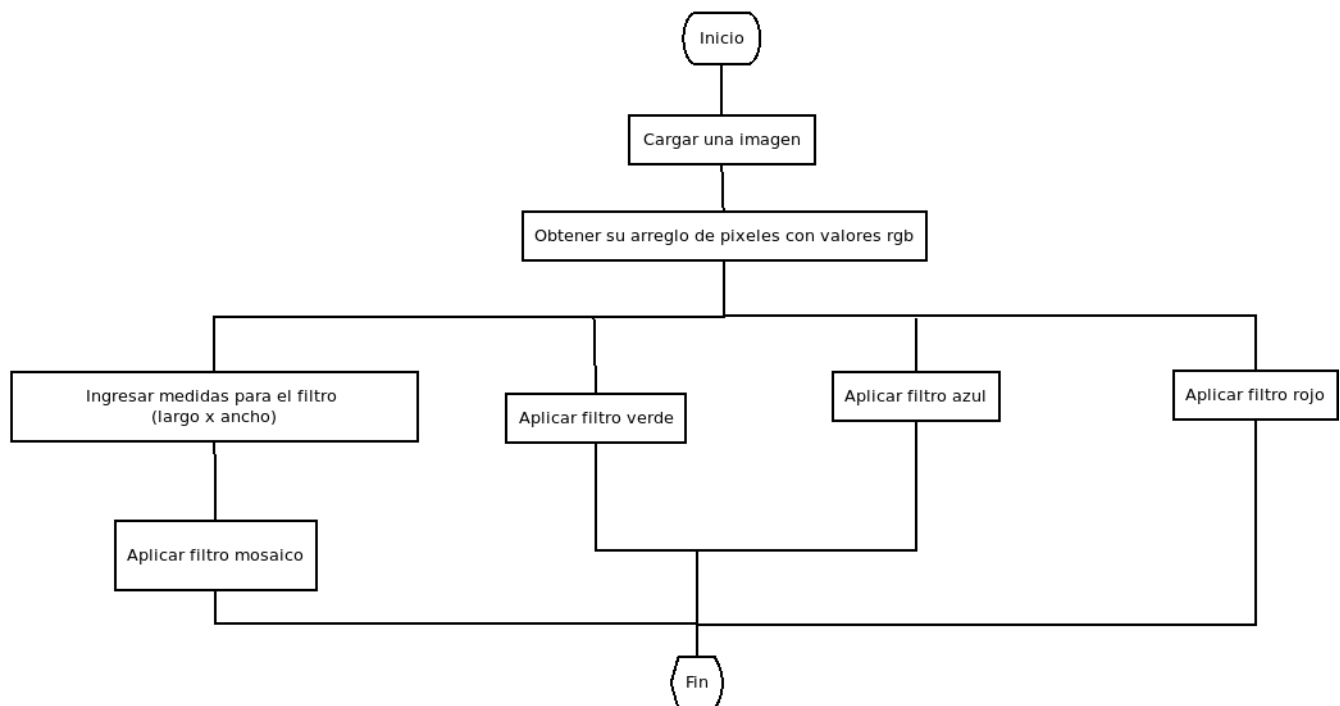 Inicio
Cargar una imagen
Obtener su arreglo de pixeles con valores rgb
Ingresar medidas para el filtro
(largo x ancho)
Aplicar filtro verde
Aplicar filtro azul
Aplicar filtro rojo
Aplicar filtro mosaico
Fin